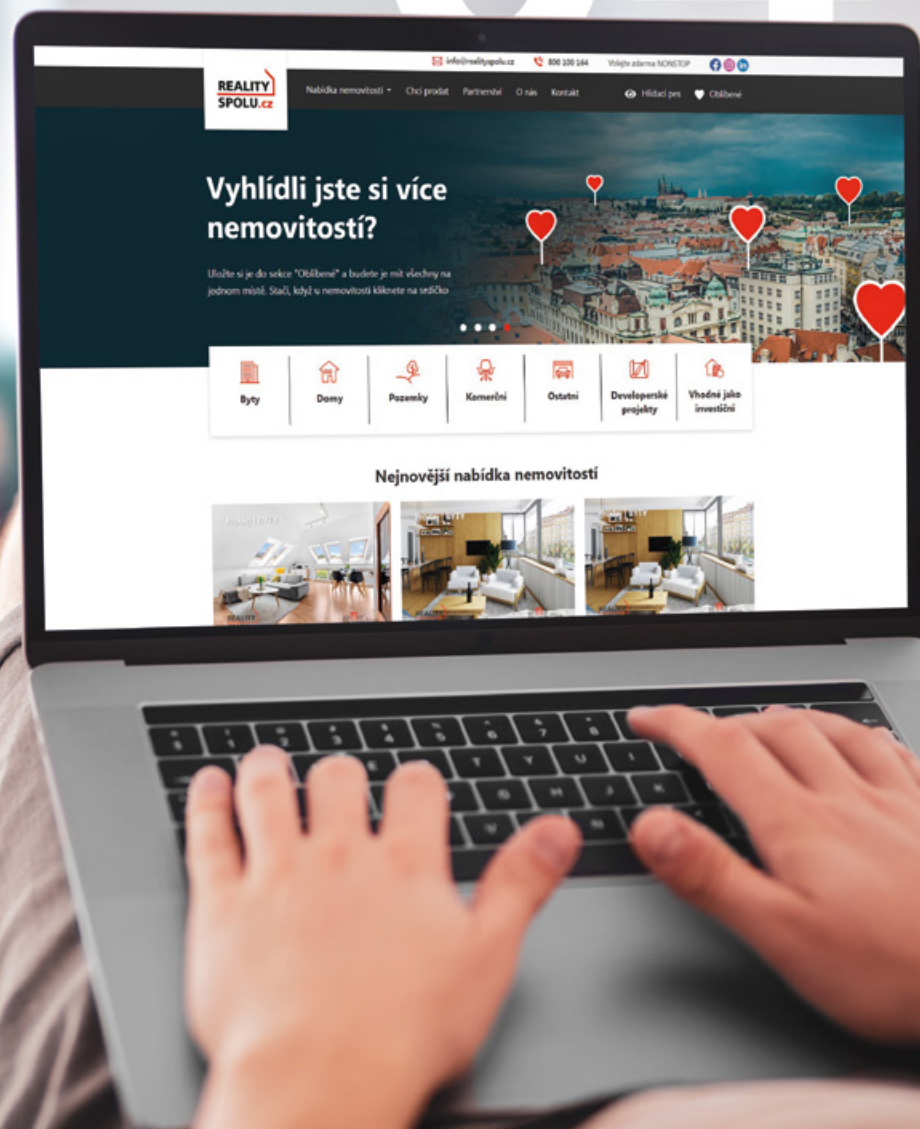 info@realityspolu.cz 800 100 164 Volejte zdarma NONSTOP
REALITY
SPOLU.cz
Nabídka nemovitostí Chci prodat Partnerství O nás Kontakt Hlídací pes Oblíbené
Vyhlídli jste si více
nemovitostí?
Uložte si je do sekce "Oblíbené" a budete je mít všechny na
jednom místě. Stačí, když u nemovitosti kliknete na srdíčko
Byty
Domy
Pozemky
Komerční
Ostatní
Developerské
projekty
Vhodné jako
investiční
Nejnovější nabídka nemovitostí
REALITY
REALITY
REALITY